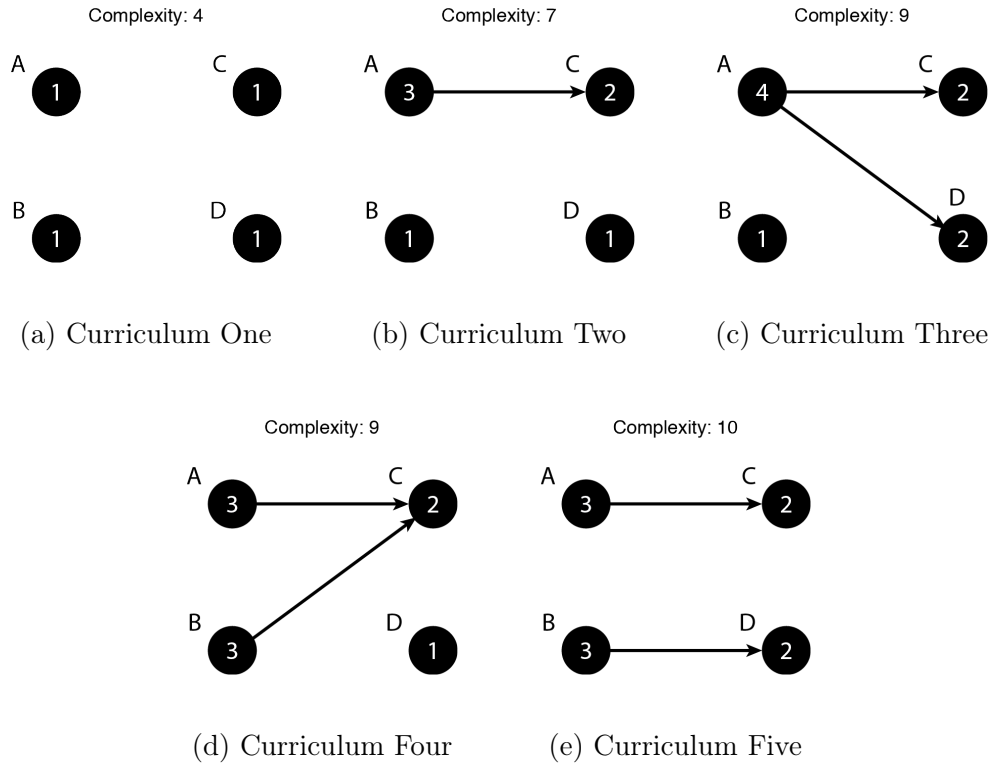 Complexity: 4
Complexity: 7
Complexity: 9
A
C
A
C
A
C
1
1
3
2
4
2
B
D
B
D
B
D
1
1
1
1
1
2
(a) Curriculum One
(b) Curriculum Two
(c) Curriculum Three
Complexity: 9
Complexity: 10
A
C
A
C
3
2
3
2
B
D
B
D
3
1
3
2
(d) Curriculum Four
(e) Curriculum Five